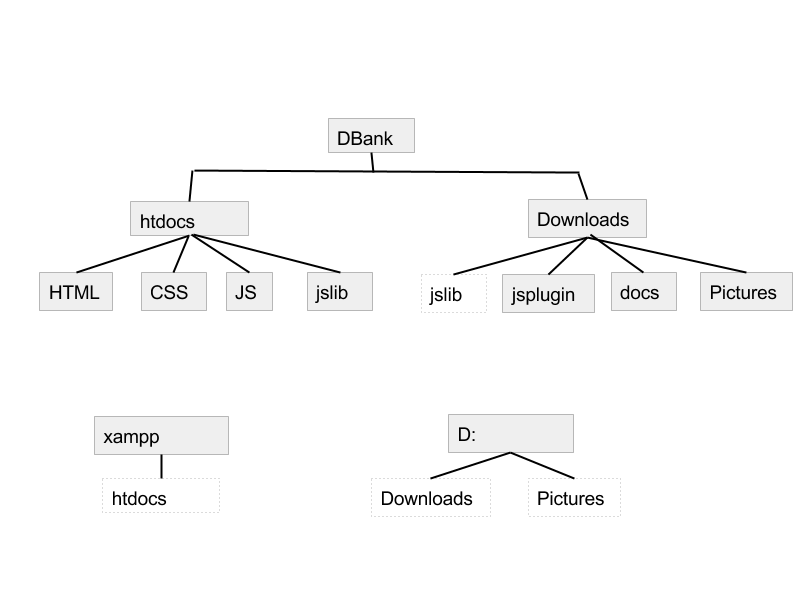 DBank
htdocs
Downloads
HTML
CSS
JS
jslib
jslib
jsplugin
docs
Pictures
xampp
D:
htdocs
Downloads
Pictures